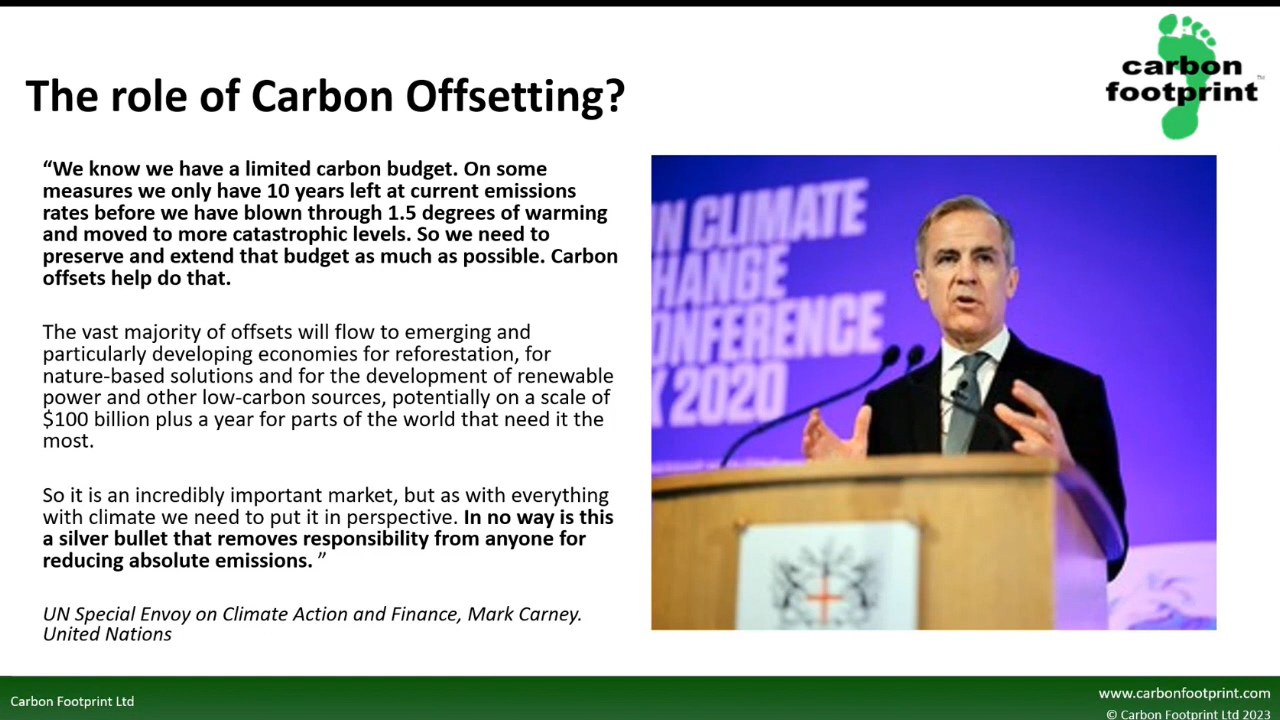 The role of Carbon Offsetting?
carbon
footprint
™
“We know we have a limited carbon budget. On some
measures we only have 10 years left at current emissions
rates before we have blown through 1.5 degrees of warming
and moved to more catastrophic levels. So we need to
preserve and extend that budget as much as possible. Carbon
offsets help do that.
The vast majority of offsets will flow to emerging and
particularly developing economies for reforestation, for
nature-based solutions and for the development of renewable
power and other low-carbon sources, potentially on a scale of
$100 billion plus a year for parts of the world that need it the
most.
So it is an incredibly important market, but as with everything
with climate we need to put it in perspective. In no way is this
a silver bullet that removes responsibility from anyone for
reducing absolute emissions. ”
UN Special Envoy on Climate Action and Finance, Mark Carney.
United Nations
N CLIMATE
HANGE
ONFERENCE
K 2020
Carbon Footprint Ltd
www.carbonfootprint.com
© Carbon Footprint Ltd 2023